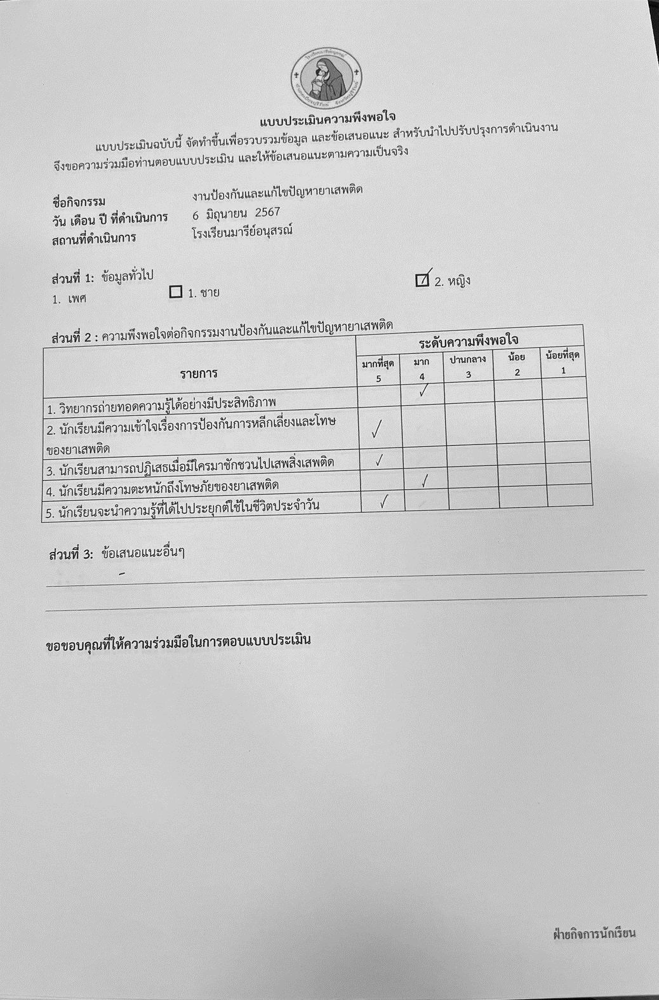 แบบประเมินความพึงพอใจ
แบบประเมินฉบับนี้ จัดทำขึ้นเพื่อรวบรวมข้อมูล และข้อเสนอแนะ สำหรับนำไปปรับปรุงการดำเนินงาน
จึงขอความร่วมมือท่านตอบแบบประเมิน และให้ข้อเสนอแนะตามความเป็นจริง
ชื่อกิจกรรม งานป้องกันและแก้ไขปัญหายาเสพติด
วัน เดือน ปี ที่ดำเนินการ 6 มิถุนายน 2567
สถานที่ดำเนินการ โรงเรียนมารีย์อนุสรณ์
ส่วนที่ 1: ข้อมูลทั่วไป
1. เพศ 1. ชาย 2. หญิง
ส่วนที่ 2 : ความพึงพอใจต่อกิจกรรมงานป้องกันและแก้ไขปัญหายาเสพติด
รายการ ระดับความพึงพอใจ
มากที่สุด มาก ปานกลาง น้อย น้อยที่สุด
5 4 3 2 1
1. วิทยากรถ่ายทอดความรู้ได้อย่างมีประสิทธิภาพ ✓
2. นักเรียนมีความเข้าใจเรื่องการป้องกันการหลีกเลี่ยงและโทษ ✓
ของยาเสพติด
3. นักเรียนสามารถปฏิเสธเมื่อมีใครมาชักชวนไปเสพสิ่งเสพติด ✓
4. นักเรียนมีความตะหนักถึงโทษภัยของยาเสพติด ✓
5. นักเรียนจะนำความรู้ที่ได้ไปประยุกต์ใช้ในชีวิตประจำวัน ✓
ส่วนที่ 3: ข้อเสนอแนะอื่นๆ
-
ขอขอบคุณที่ให้ความร่วมมือในการตอบแบบประเมิน
ฝ่ายกิจการนักเรียน